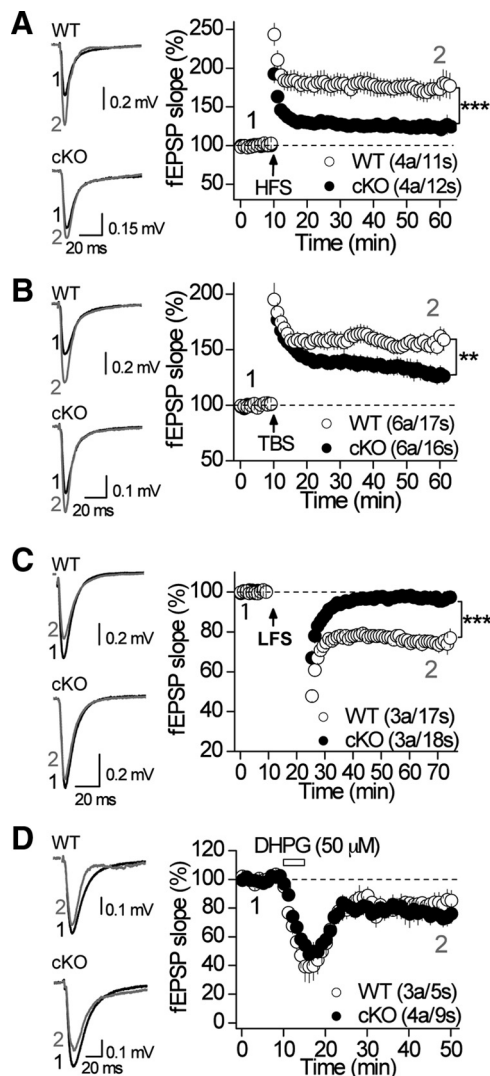 A
WT
1
2
0.2 mV
cKO
1
2
0.15 mV
20 ms
fEPSP slope (%)
250
200
150
100
50
1
2
HFS
***
WT (4a/11s)
cKO (4a/12s)
0 10 20 30 40 50 60
Time (min)
B
WT
1
2
0.2 mV
cKO
1
2
0.1 mV
20 ms
fEPSP slope (%)
200
150
100
50
1
2
TBS
**
WT (6a/17s)
cKO (6a/16s)
0 10 20 30 40 50 60
Time (min)
C
WT
2
1
0.2 mV
cKO
2
1
0.2 mV
20 ms
fEPSP slope (%)
100
80
60
40
20
1
LFS
2
***
WT (3a/17s)
cKO (3a/18s)
0 10 20 30 40 50 60 70
Time (min)
D
WT
2
1
0.1 mV
cKO
2
1
0.1 mV
20 ms
fEPSP slope (%)
120
100
80
60
40
20
0
DHPG (50 μM)
1
2
WT (3a/5s)
cKO (4a/9s)
0 10 20 30 40 50
Time (min)